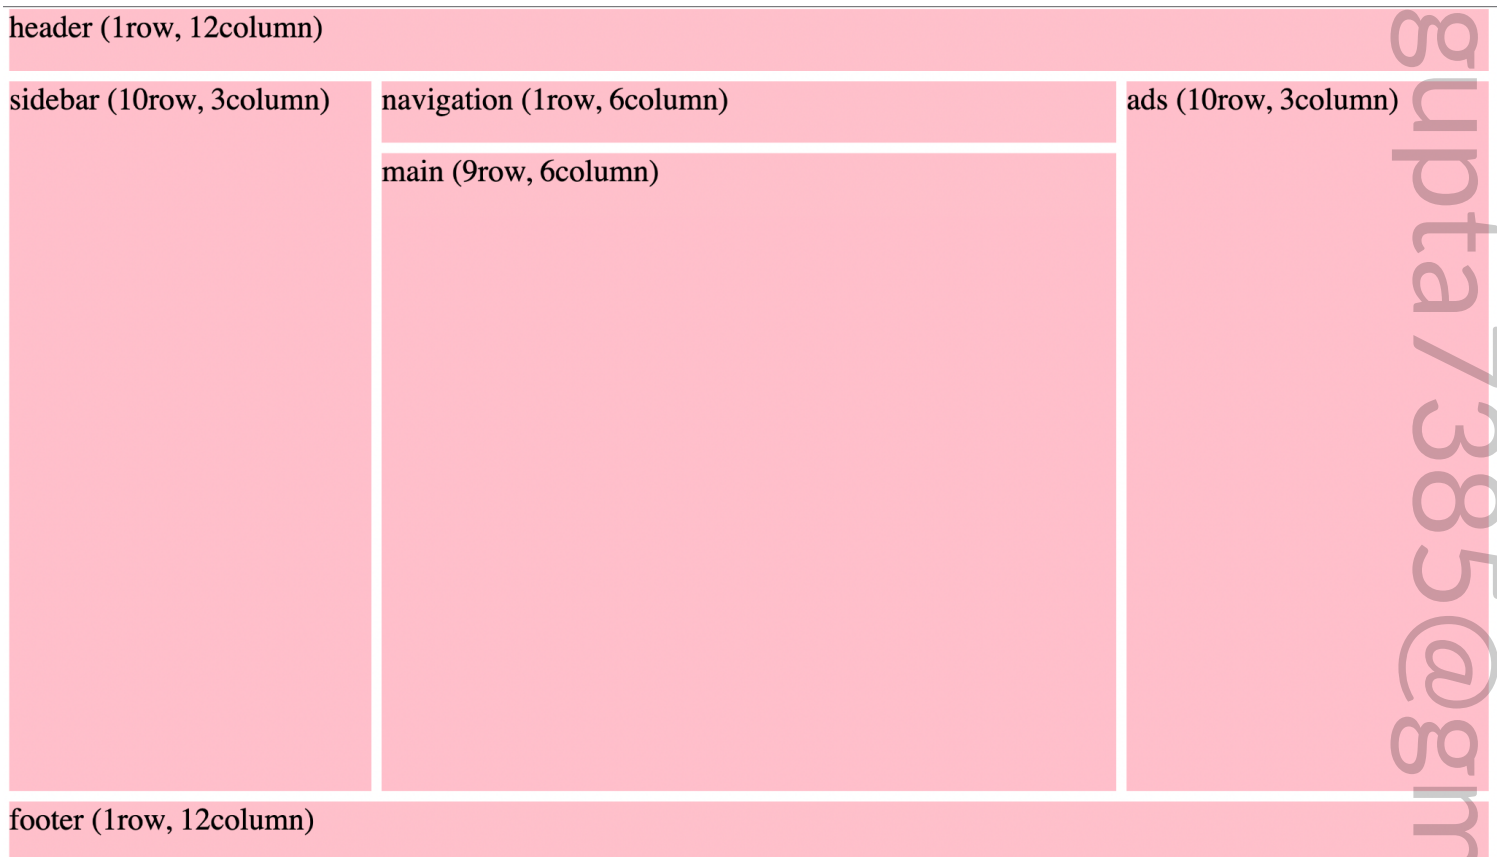 header (1row, 12column)
sidebar (10row, 3column)
navigation (1row, 6column)
ads (10row, 3column)
main (9row, 6column)
footer (1row, 12column)
gupta7385@gm